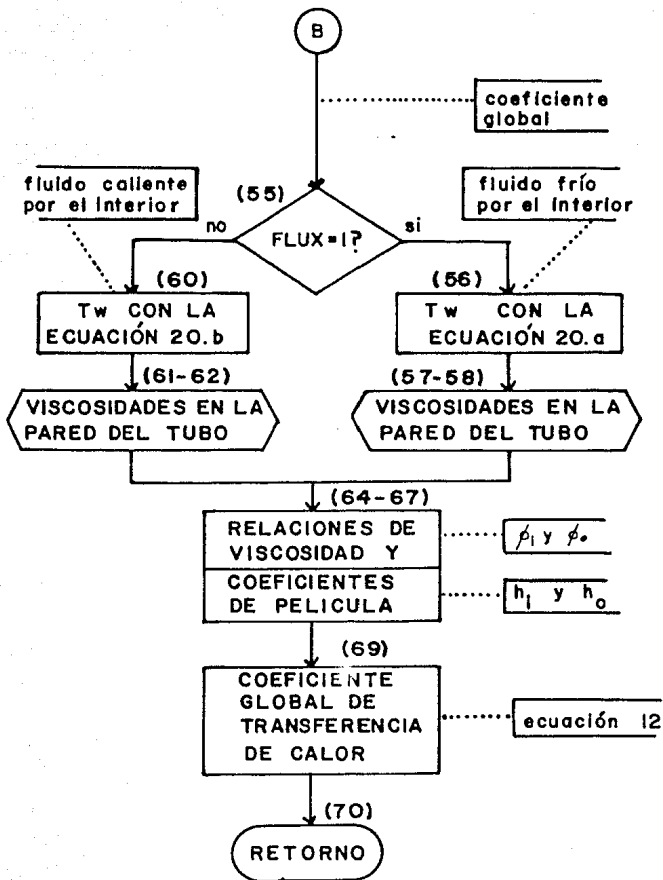 B
coeficiente
global
fluido caliente
por el interior
fluido frío
por el interior
(55)
no
FLUX=1?
si
(60)
(56)
Tw CON LA
ECUACIÓN 20.b
Tw CON LA
ECUACIÓN 20.a
(61-62)
(57-58)
VISCOSIDADES EN LA
PARED DEL TUBO
VISCOSIDADES EN LA
PARED DEL TUBO
(64-67)
RELACIONES DE
VISCOSIDAD Y
ϕi y ϕo
COEFICIENTES
DE PELICULA
hi y ho
(69)
COEFICIENTE
GLOBAL DE
TRANSFERENCIA
DE CALOR
ecuación 12
(70)
RETORNO